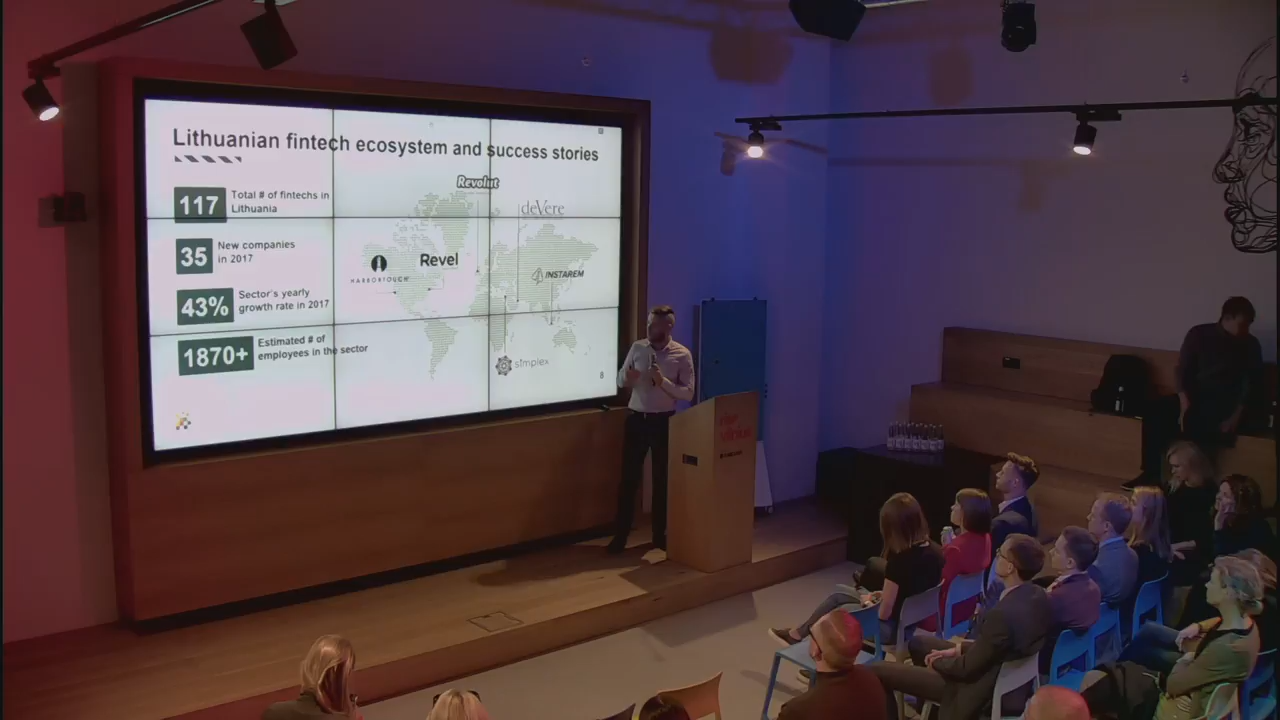 Lithuanian fintech ecosystem and success stories
117
Total # of fintechs in
Lithuania
35
New companies
in 2017
43%
Sector's yearly
growth rate in 2017
1870+
Estimated # of
employees in the sector
Revolut
deVere
HARBORTOUCH
Revel
INSTAREM
simplex
8